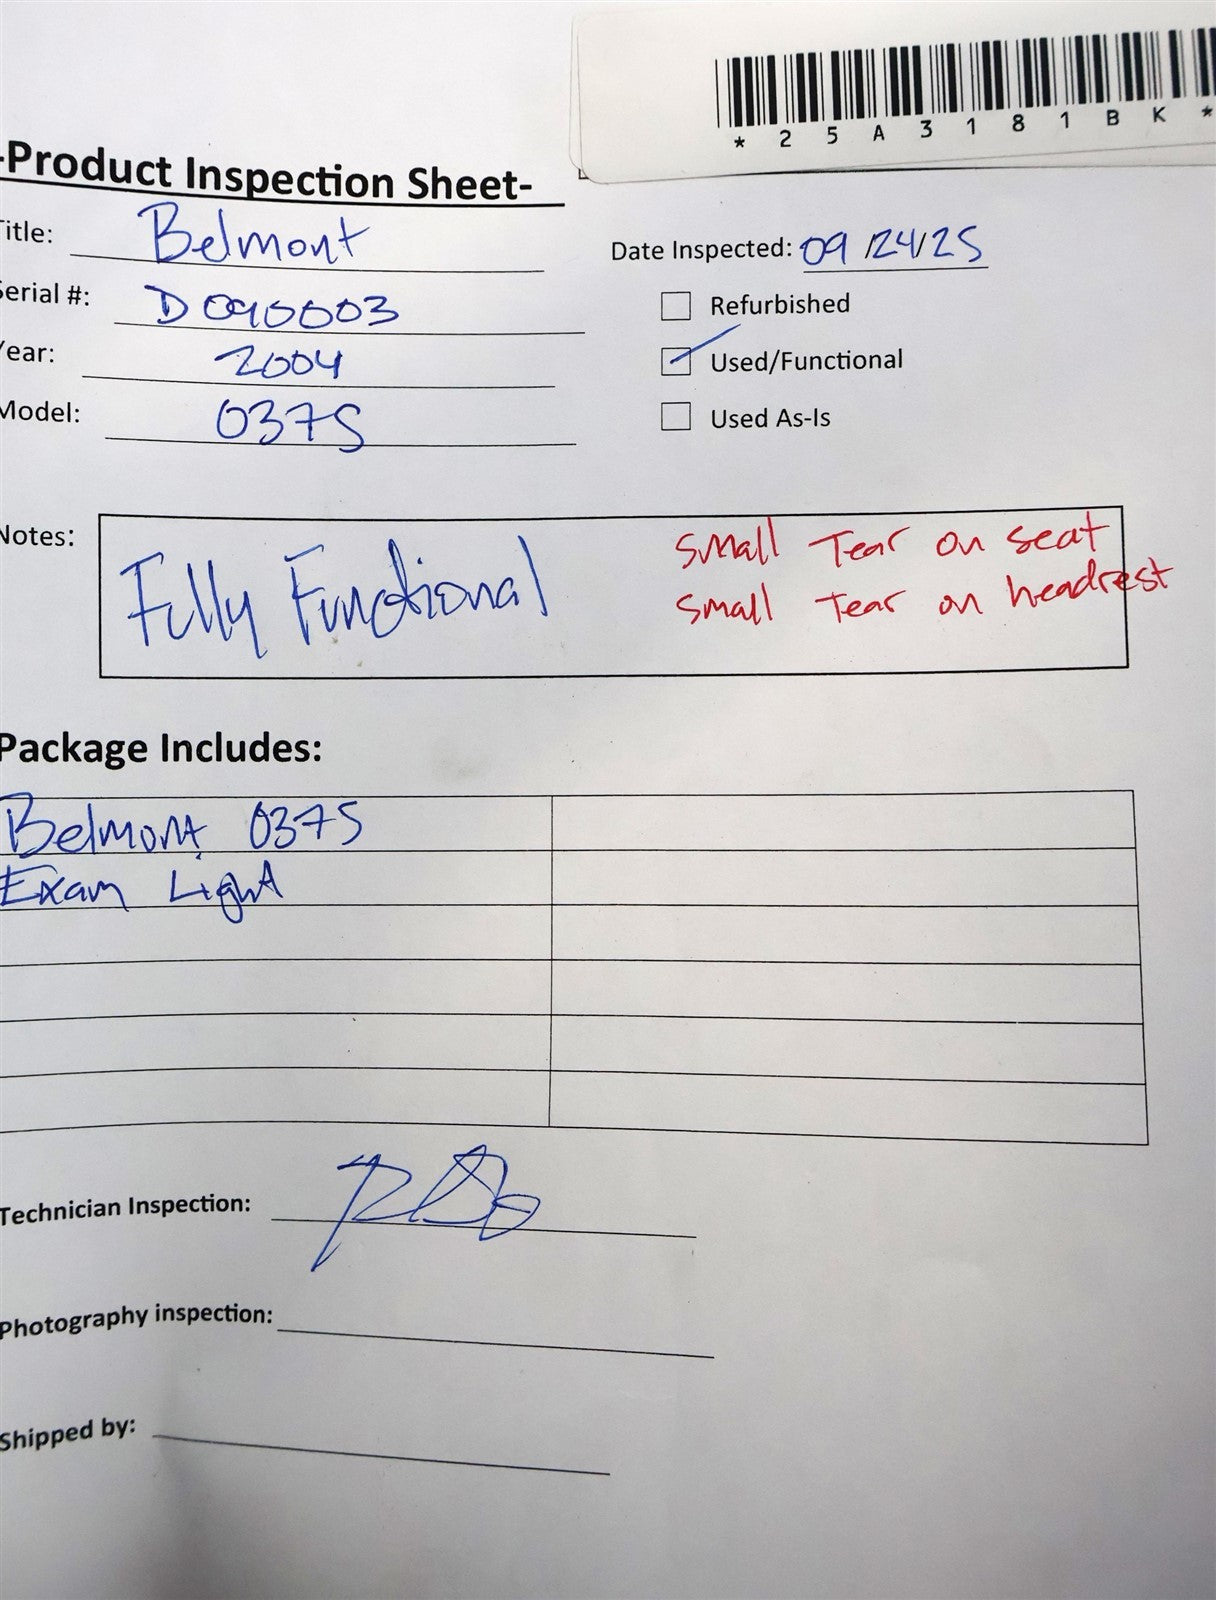 *25A3181BK*
-Product Inspection Sheet-
Title: Belmont
Date Inspected: 09/24/25
Serial #: D090003
Refurbished
Year: 2004
Used/Functional
Model: 037S
Used As-Is
Notes: Fully Functional
small Tear on seat
small Tear on headrest
Package Includes:
Belmont 037S
Exam Light
Technician Inspection:
Photography inspection:
Shipped by: